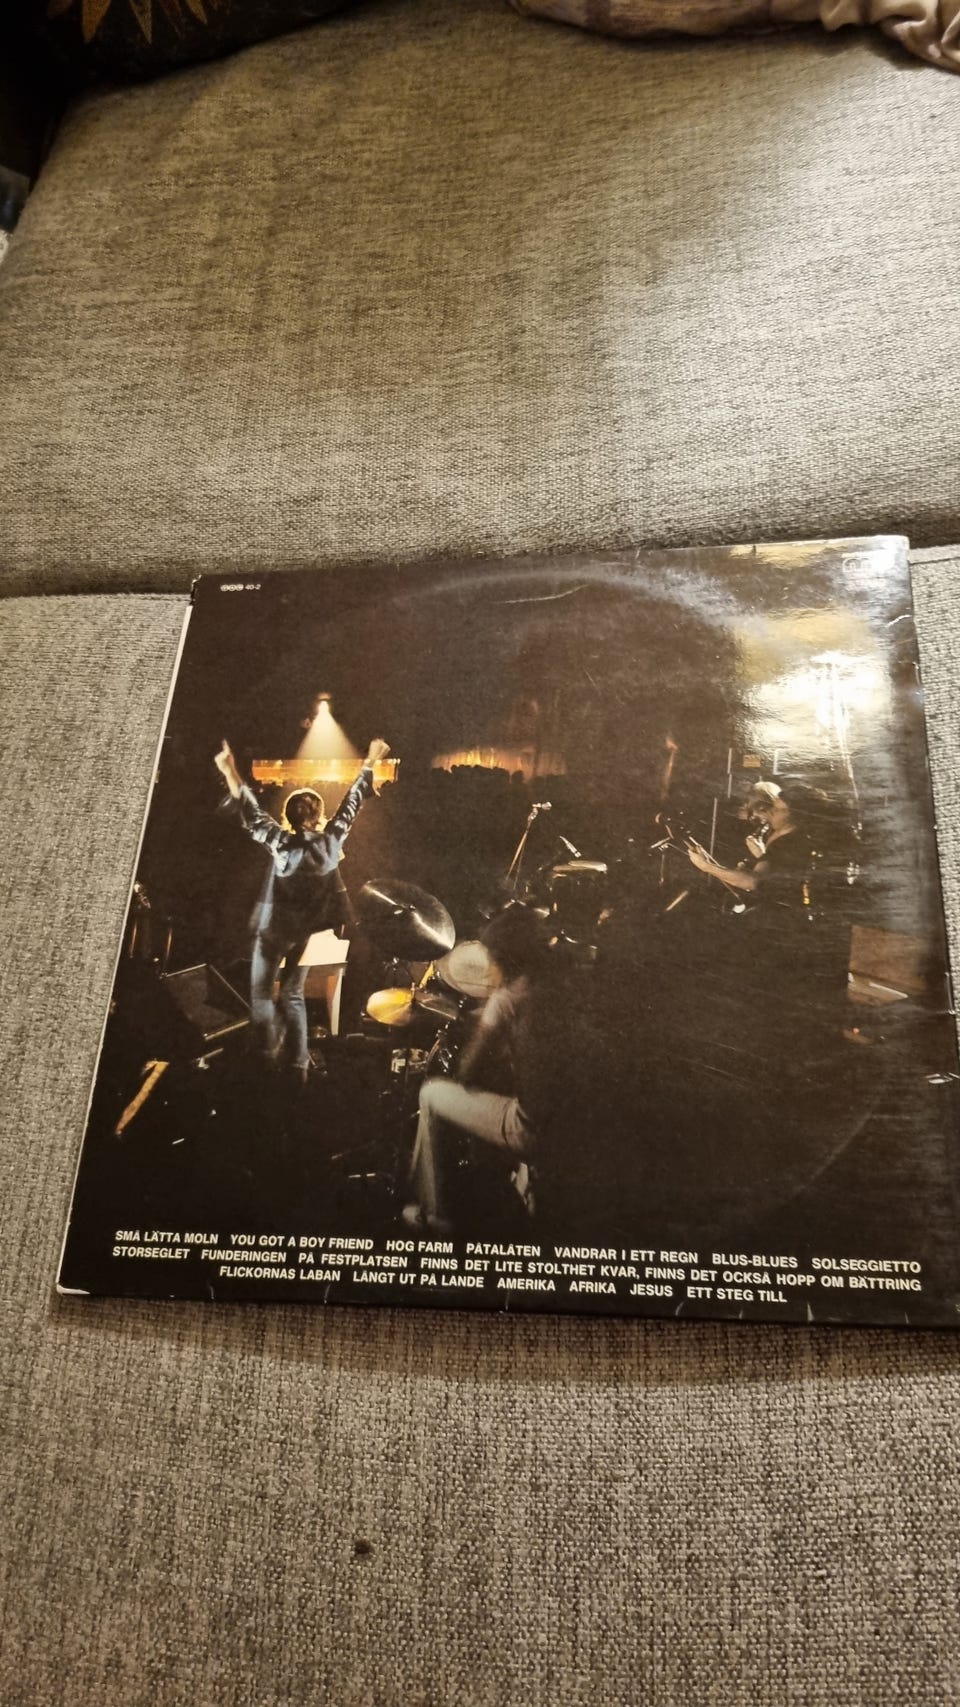 40-2
SMÅ LÄTTA MOLN YOU GOT A BOY FRIEND HOG FARM PÅTALÅTEN VANDRAR I ETT REGN BLUS-BLUES SOLSEGGIETTO
STORSEGLET FUNDERINGEN PÅ FESTPLATSEN FINNS DET LITE STOLTHET KVAR, FINNS DET OCKSÅ HOPP OM BÄTTRING
FLICKORNAS LABAN LÅNGT UT PÅ LANDE AMERIKA AFRIKA JESUS ETT STEG TILL